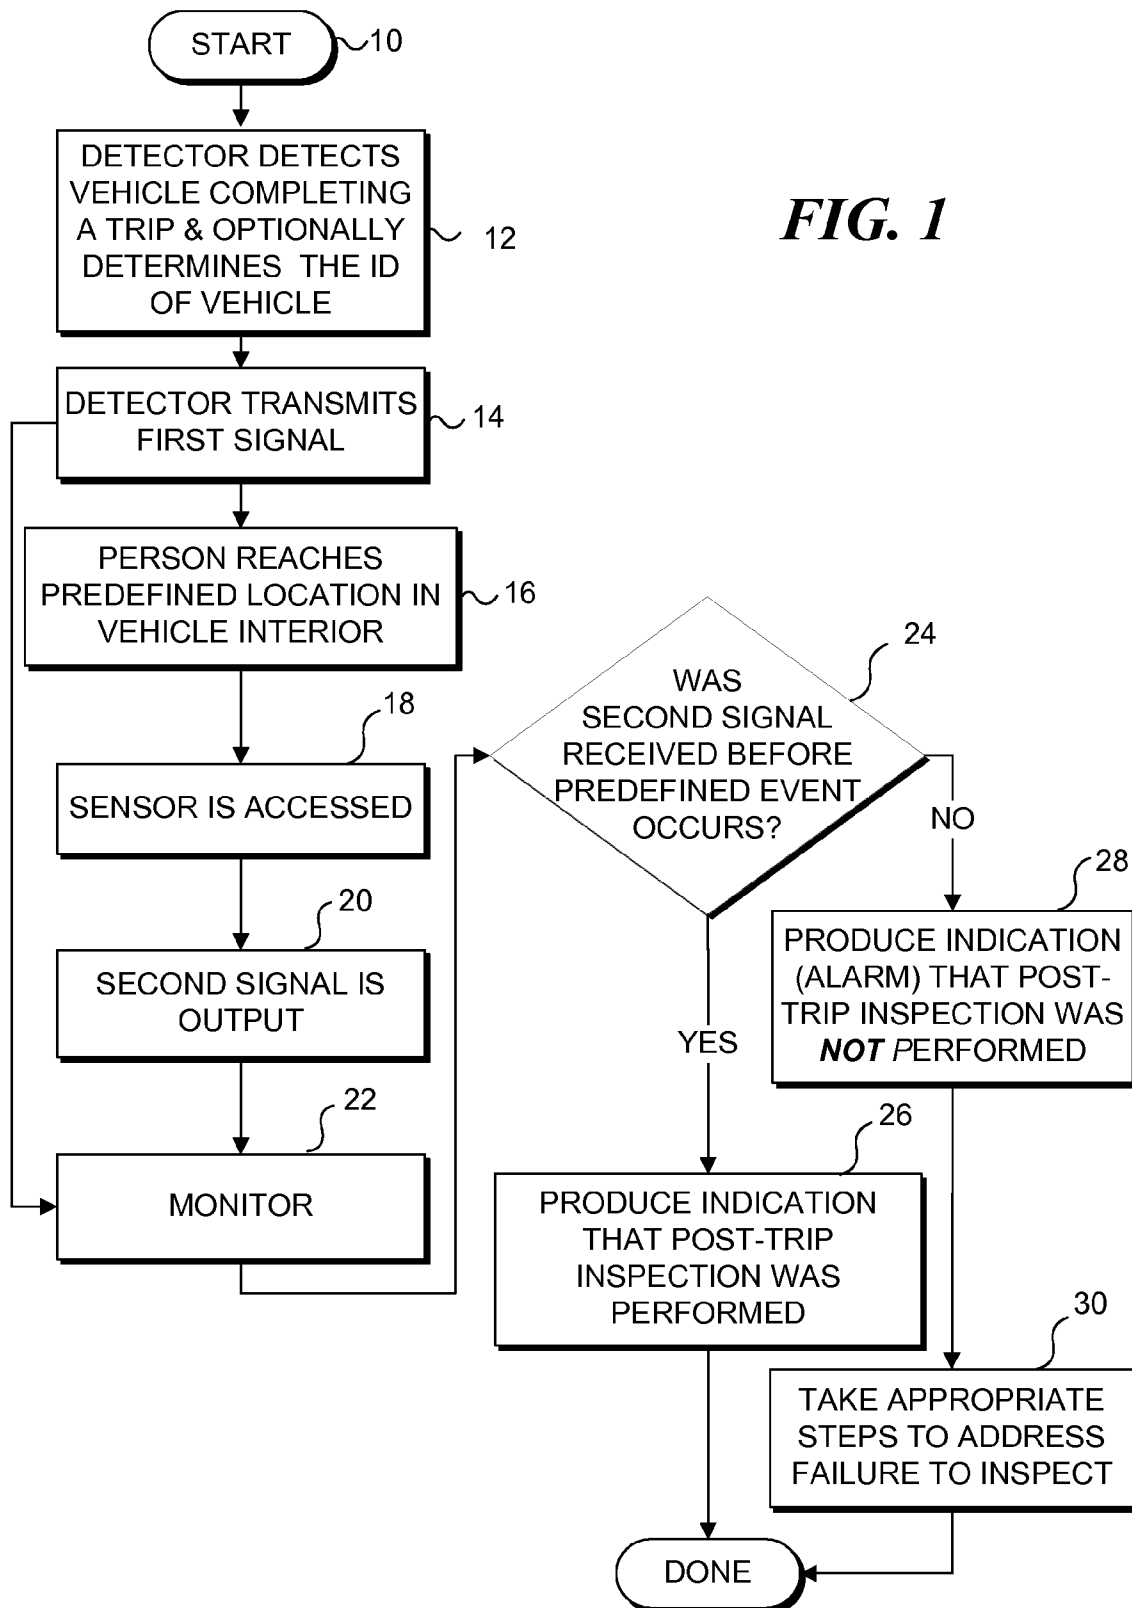 START
10
DETECTOR DETECTS
VEHICLE COMPLETING
A TRIP & OPTIONALLY
DETERMINES THE ID
OF VEHICLE
12
FIG. 1
DETECTOR TRANSMITS
FIRST SIGNAL
14
PERSON REACHES
PREDEFINED LOCATION IN
VEHICLE INTERIOR
16
18
SENSOR IS ACCESSED
20
SECOND SIGNAL IS
OUTPUT
22
MONITOR
24
WAS
SECOND SIGNAL
RECEIVED BEFORE
PREDEFINED EVENT
OCCURS?
NO
YES
28
PRODUCE INDICATION
(ALARM) THAT POST-
TRIP INSPECTION WAS
NOT PERFORMED
26
PRODUCE INDICATION
THAT POST-TRIP
INSPECTION WAS
PERFORMED
30
TAKE APPROPRIATE
STEPS TO ADDRESS
FAILURE TO INSPECT
DONE